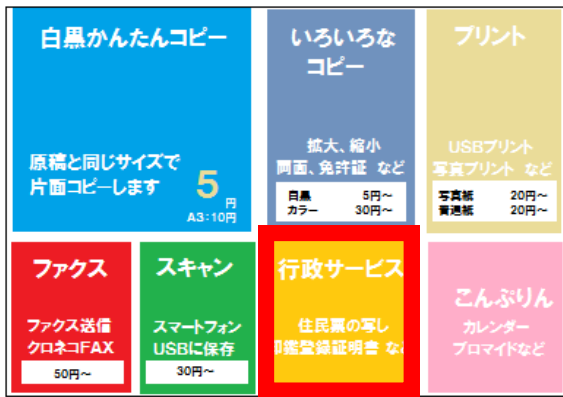 白黒かんたんコピー
原稿と同じサイズで
片面コピーします
5
円
A3:10円
いろいろな
コピー
拡大、縮小
両面、免許証 など
白黒 5円～
カラー 30円～
プリント
USBプリント
写真プリント など
写真紙 20円～
普通紙 20円～
ファクス
ファクス送信
クロネコFAX
50円～
スキャン
スマートフォン
USBに保存
30円～
行政サービス
住民票の写し
印鑑登録証明書 など
こんぷりん
カレンダー
ブロマイドなど